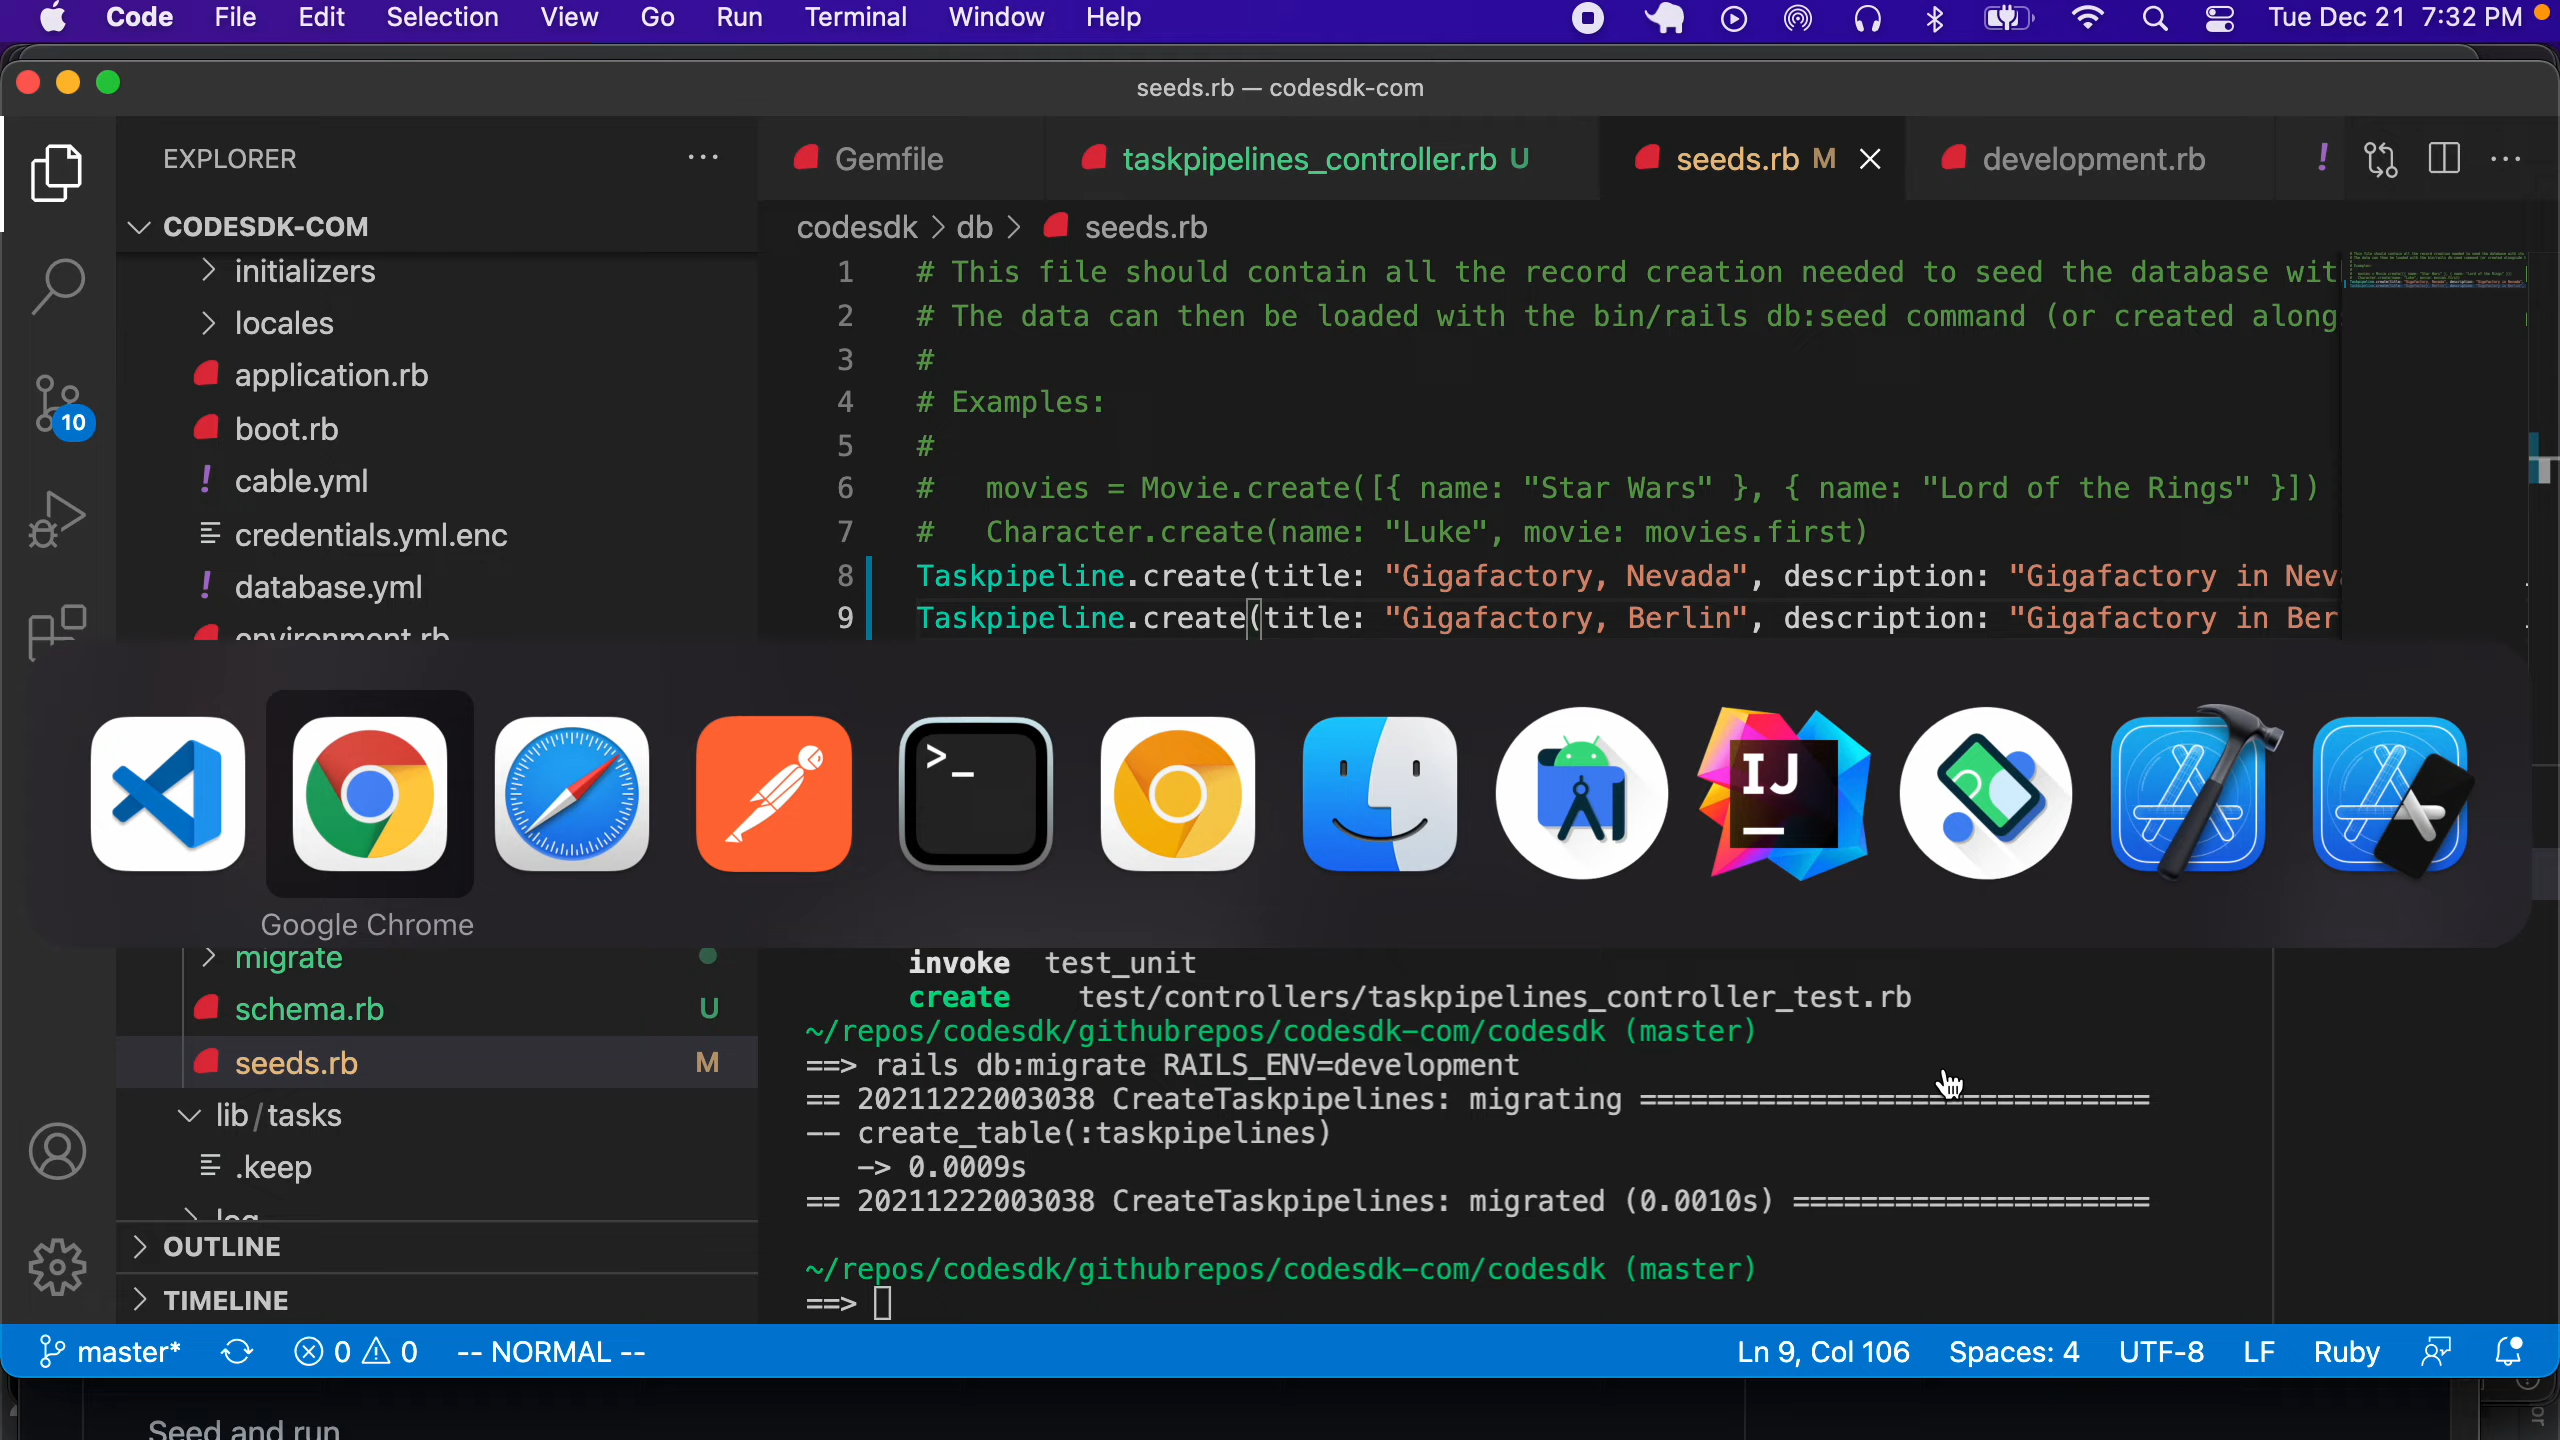 Code File Edit Selection View Go Run Terminal Window Help Tue Dec 21 7:32 PM
seeds.rb — codesdk-com
EXPLORER
Gemfile
taskpipelines_controller.rb U
seeds.rb M
development.rb
!
CODESDK-COM
codesdk > db > seeds.rb
initializers
locales
application.rb
boot.rb
10
! cable.yml
credentials.yml.enc
! database.yml
environment.rb
1 # This file should contain all the record creation needed to seed the database wit
2 # The data can then be loaded with the bin/rails db:seed command (or created along
3 #
4 # Examples:
5 #
6 #   movies = Movie.create([{ name: "Star Wars" }, { name: "Lord of the Rings" }])
7 #   Character.create(name: "Luke", movie: movies.first)
8 Taskpipeline.create(title: "Gigafactory, Nevada", description: "Gigafactory in Nev
9 Taskpipeline.create(title: "Gigafactory, Berlin", description: "Gigafactory in Ber
>_
IJ
Google Chrome
migrate
schema.rb U
seeds.rb M
lib / tasks
.keep
log
OUTLINE
TIMELINE
invoke  test_unit
create    test/controllers/taskpipelines_controller_test.rb
~/repos/codesdk/githubrepos/codesdk-com/codesdk (master)
==> rails db:migrate RAILS_ENV=development
== 20211222003038 CreateTaskpipelines: migrating ==============================
-- create_table(:taskpipelines)
   -> 0.0009s
== 20211222003038 CreateTaskpipelines: migrated (0.0010s) =====================
~/repos/codesdk/githubrepos/codesdk-com/codesdk (master)
==>
master* 0 0 -- NORMAL -- Ln 9, Col 106 Spaces: 4 UTF-8 LF Ruby
Seed and run